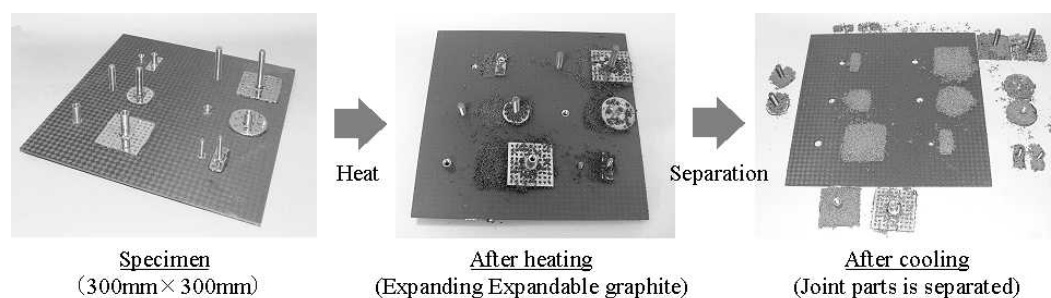 Heat
Separation
Specimen
(300mm×300mm)
After heating
(Expanding Expandable graphite)
After cooling
(Joint parts is separated)